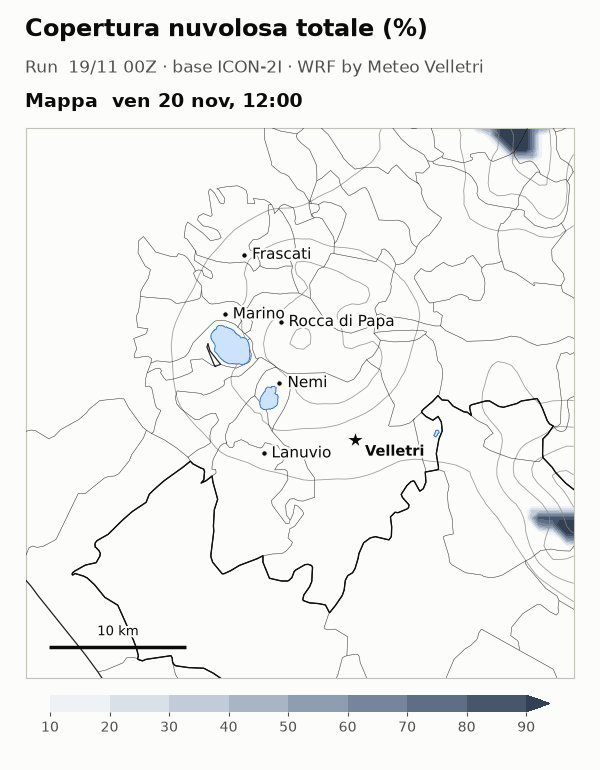 Copertura nuvolosa totale (%)
Run  19/11 00Z · base ICON-2I · WRF by Meteo Velletri
Mappa  ven 20 nov, 12:00
Frascati
Marino
Rocca di Papa
Nemi
Velletri
Lanuvio
10 km
10 20 30 40 50 60 70 80 90